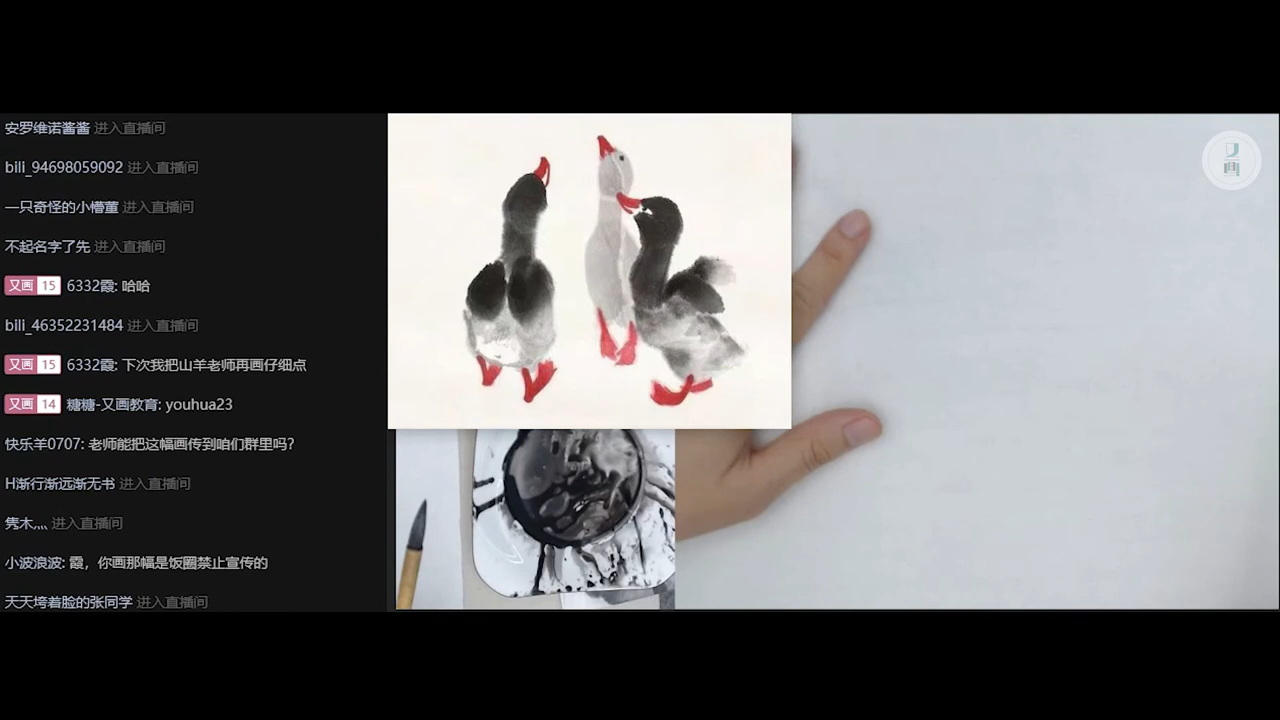 安罗维诺酱酱 进入直播间
bili_94698059092 进入直播间
一只奇怪的小懵董 进入直播间
不起名字了先 进入直播间
又画 15 6332霞: 哈哈
bili_46352231484 进入直播间
又画 15 6332霞: 下次我把山羊老师再画仔细点
又画 14 糖糖-又画教育: youhua23
快乐羊0707: 老师能把这幅画传到咱们群里吗?
H渐行渐远渐无书 进入直播间
隽木灬 进入直播间
小波浪波: 霞，你画那幅是饭圈禁止宣传的
天天垮着脸的张同学 进入直播间
又画